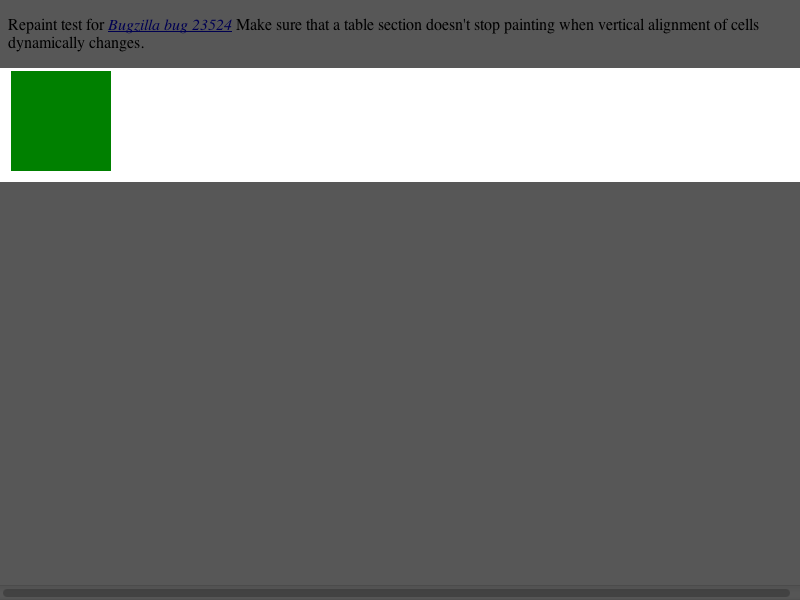 Repaint test for Bugzilla bug 23524 Make sure that a table section doesn't stop painting when vertical alignment of cells
dynamically changes.